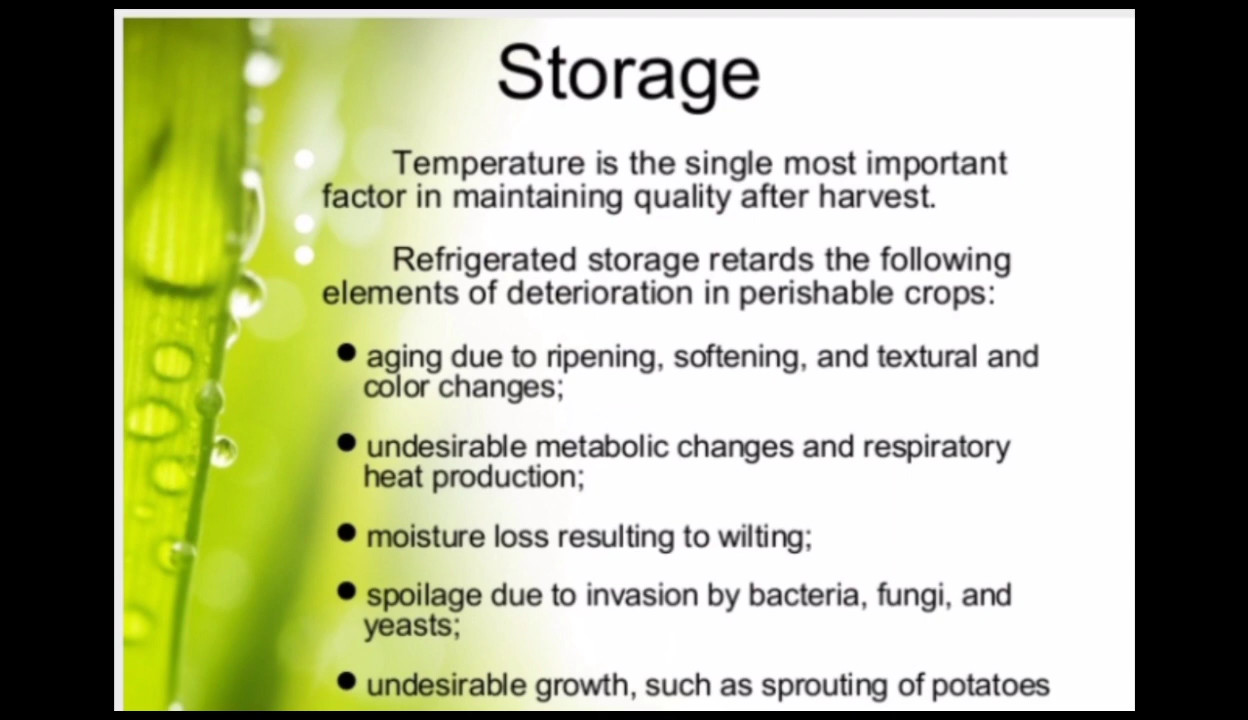 Storage
Temperature is the single most important
factor in maintaining quality after harvest.
Refrigerated storage retards the following
elements of deterioration in perishable crops:
● aging due to ripening, softening, and textural and
color changes;
● undesirable metabolic changes and respiratory
heat production;
● moisture loss resulting to wilting;
● spoilage due to invasion by bacteria, fungi, and
yeasts;
● undesirable growth, such as sprouting of potatoes